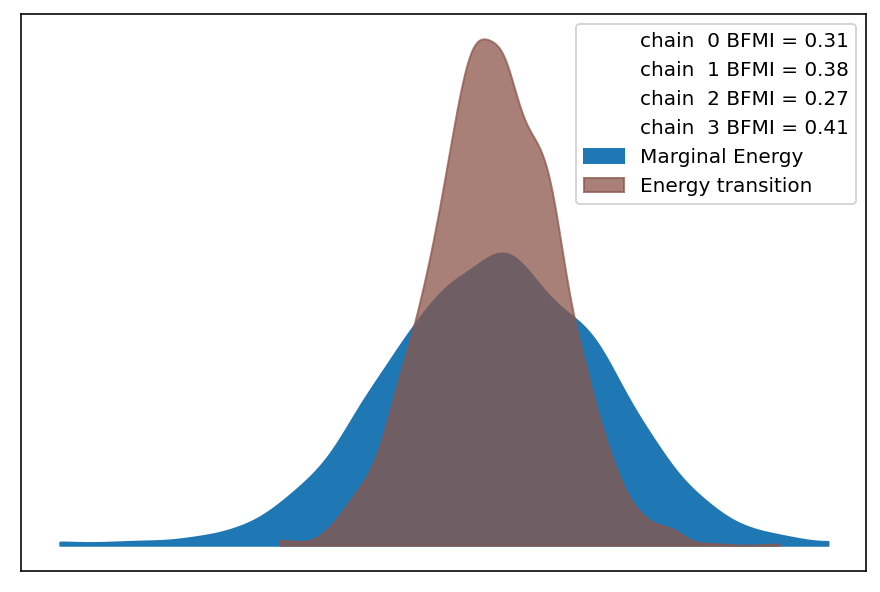 chain  0 BFMI = 0.31
chain  1 BFMI = 0.38
chain  2 BFMI = 0.27
chain  3 BFMI = 0.41
Marginal Energy
Energy transition